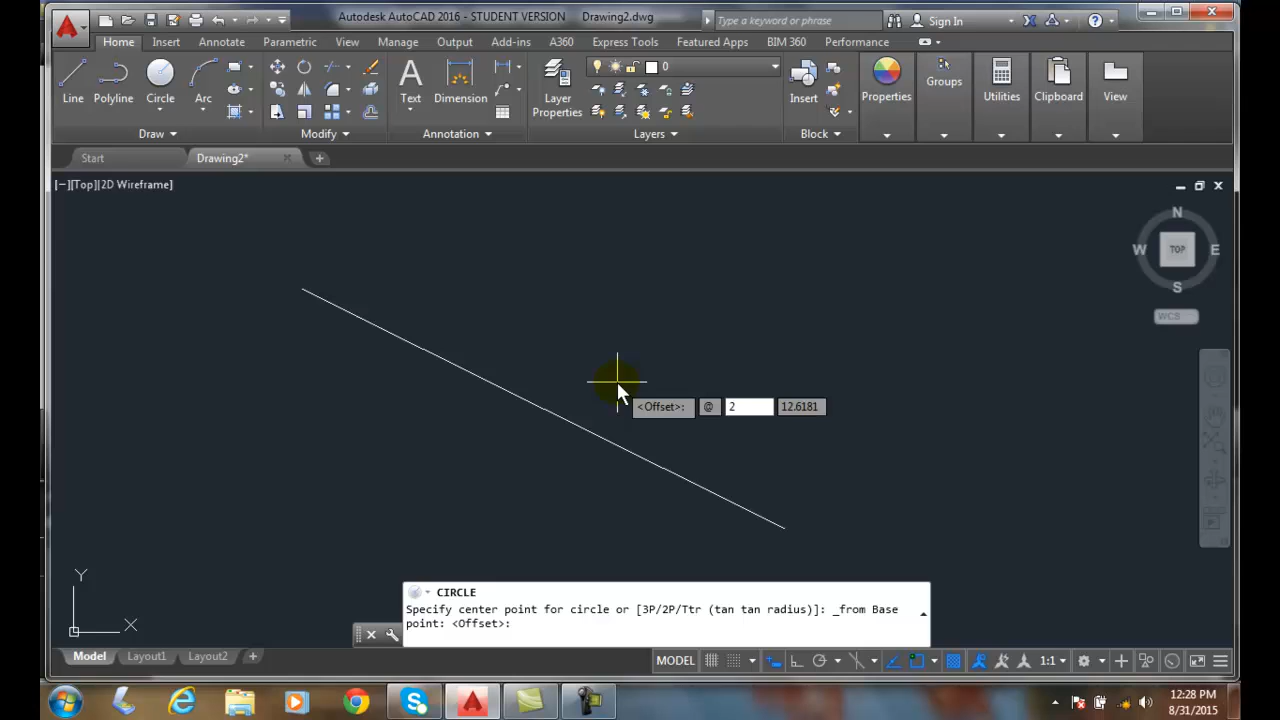 Autodesk AutoCAD 2016 - STUDENT VERSION Drawing2.dwg
Type a keyword or phrase
Sign In
Home Insert Annotate Parametric View Manage Output Add-ins A360 Express Tools Featured Apps BIM 360 Performance
0
Line Polyline Circle Arc
Text Dimension
Layer Properties
Insert
Properties
Groups
Utilities
Clipboard
View
Draw Modify Annotation Layers Block
Start Drawing2*
[−][Top][2D Wireframe]
N
W TOP E
S
WCS
<Offset>: @ 2 12.6181
Y
X
CIRCLE
Specify center point for circle or [3P/2P/Ttr (tan tan radius)]: _from Base
point: <Offset>:
Model Layout1 Layout2
MODEL 1:1
12:28 PM
8/31/2015